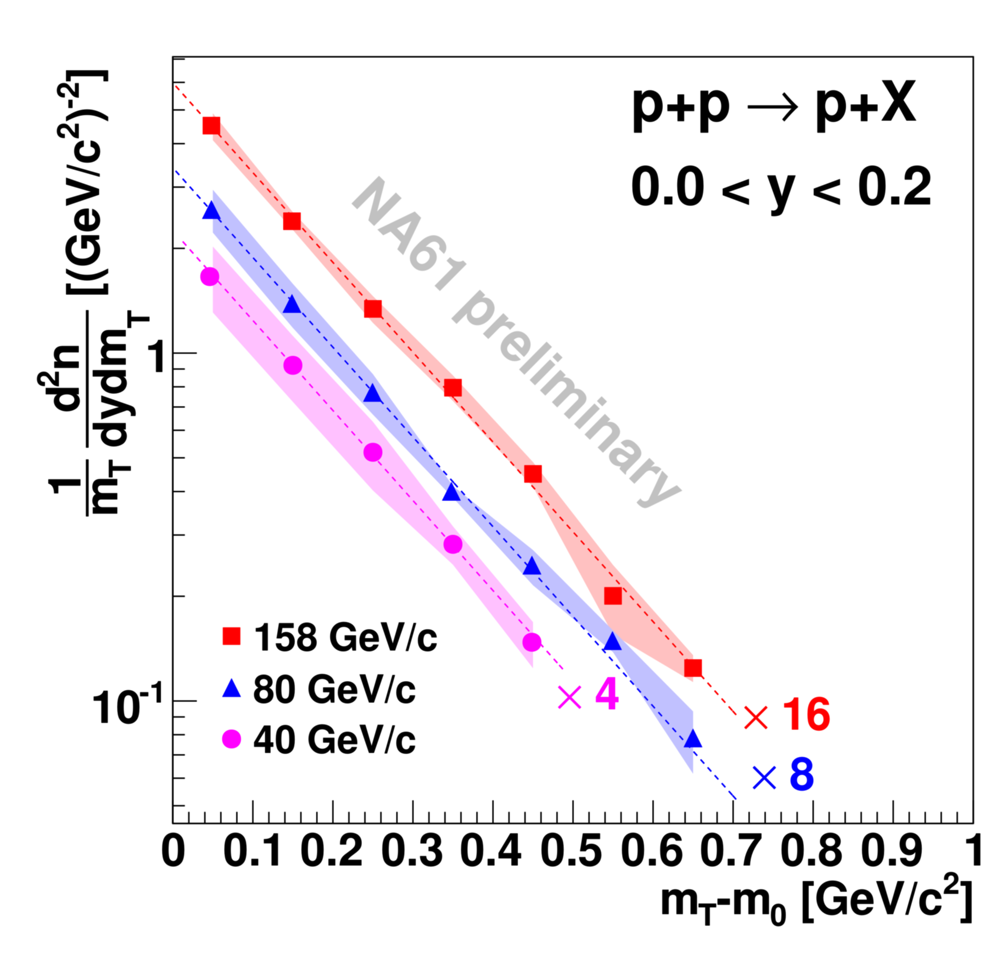 p+p → p+X
0.0 < y < 0.2
1/m_T d²n/dydm_T [(GeV/c²)⁻²]
NA61 preliminary
1
10⁻¹
158 GeV/c
80 GeV/c
40 GeV/c
× 4
× 16
× 8
0 0.1 0.2 0.3 0.4 0.5 0.6 0.7 0.8 0.9 1
m_T-m_0 [GeV/c²]